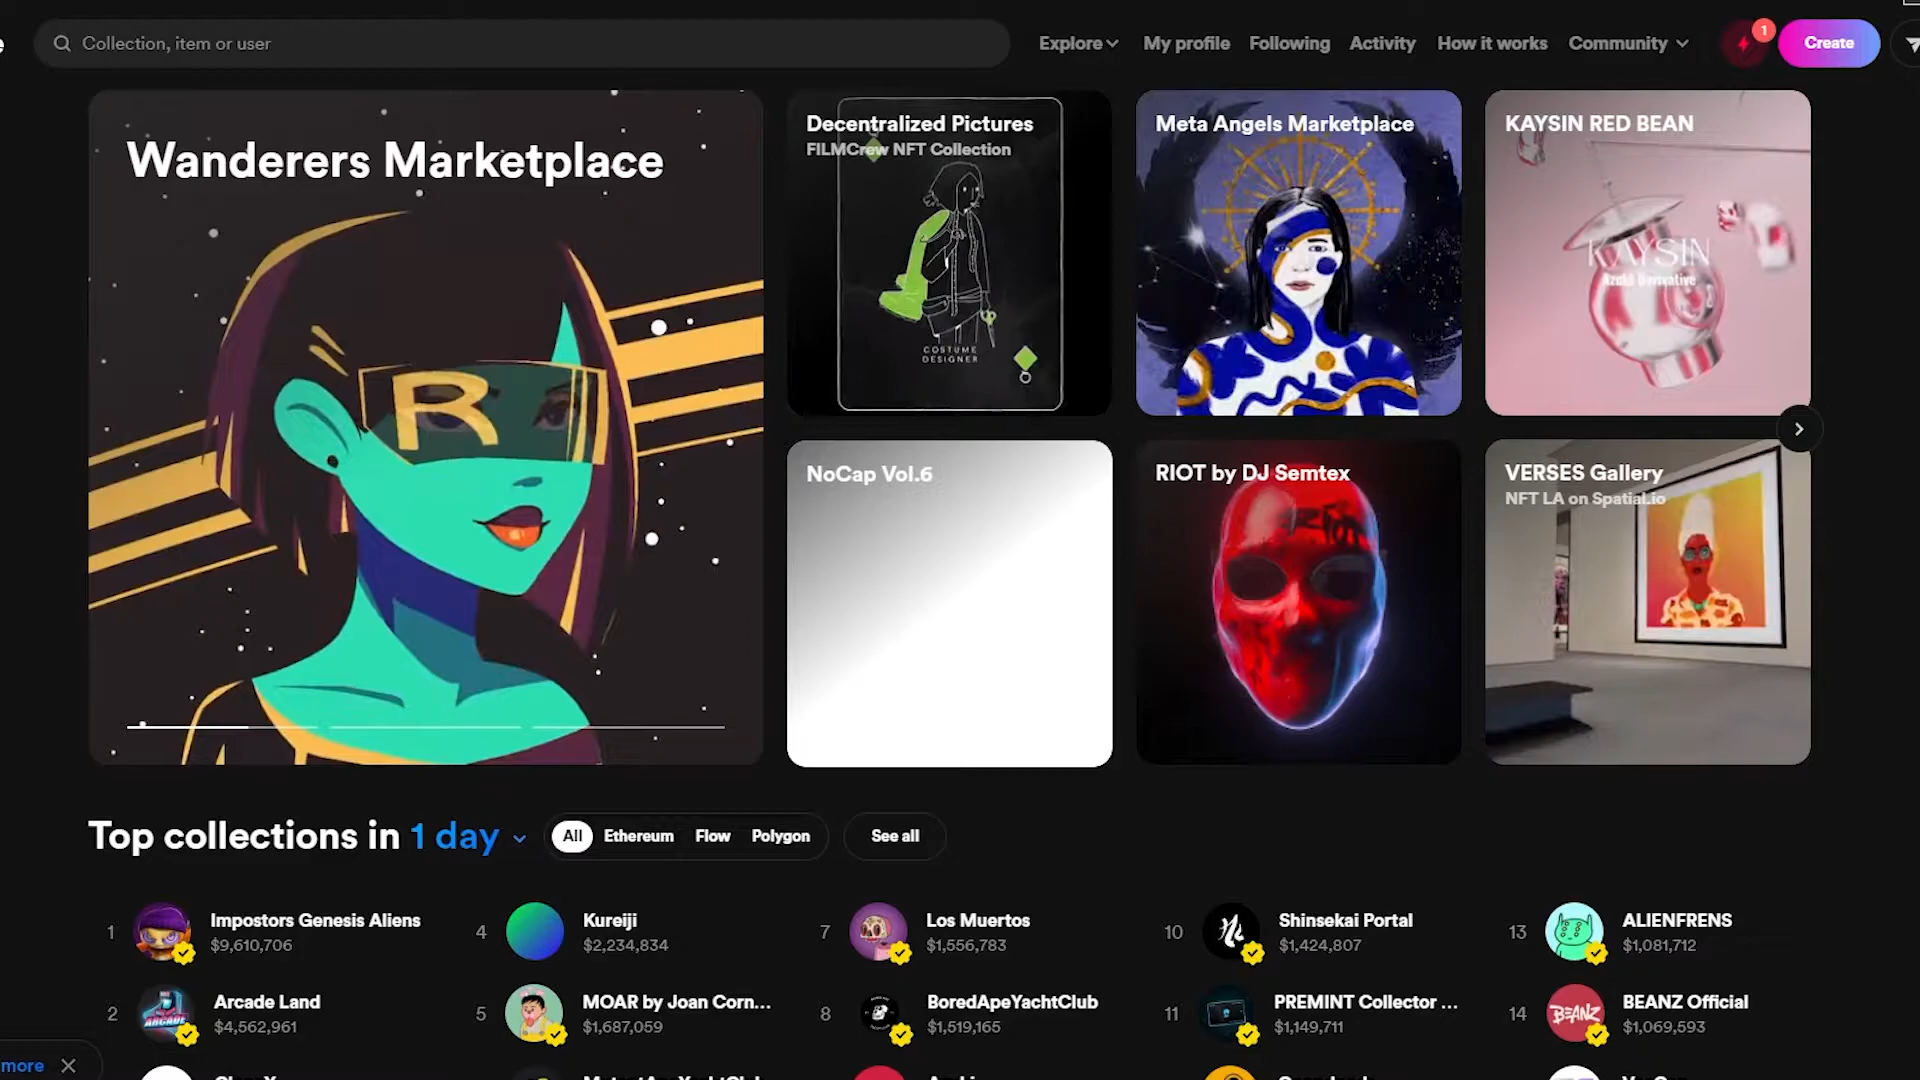 Collection, item or user
Explore
My profile
Following
Activity
How it works
Community
1
Create
Wanderers Marketplace
R
Decentralized Pictures
FILMCrew NFT Collection
COSTUME
DESIGNER
Meta Angels Marketplace
KAYSIN RED BEAN
KAYSIN
Azuki Derivative
NoCap Vol.6
RIOT by DJ Semtex
VERSES Gallery
NFT LA on Spatial.io
Top collections in 1 day
All
Ethereum
Flow
Polygon
See all
1
Impostors Genesis Aliens
$9,610,706
4
Kureiji
$2,234,834
7
Los Muertos
$1,556,783
10
Shinsekai Portal
$1,424,807
13
ALIENFRENS
$1,081,712
2
ARCADE
Arcade Land
$4,562,961
5
MOAR by Joan Corn...
$1,687,059
8
BoredApeYachtClub
$1,519,165
11
PREMINT Collector ...
$1,149,711
14
BEANZ
BEANZ Official
$1,069,593
more